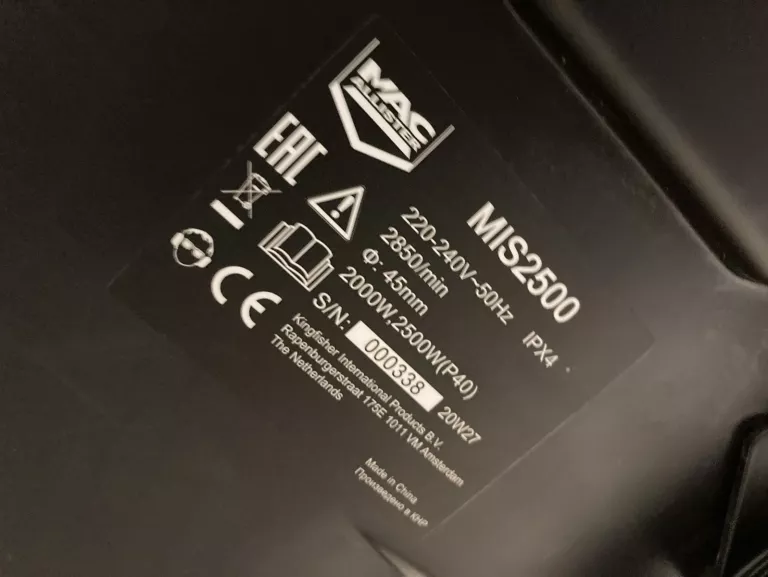 MAC
ALLISTER
EAC
MIS2500
220-240V~50Hz IPX4
2850/min
Φ: 45mm
2000W,2500W(P40)
S/N: 000338 20W27
CE
Kingfisher International Products B.V.
Rapenburgerstraat 175E 1011 VM Amsterdam
The Netherlands
Made in China
Произведено в КНР